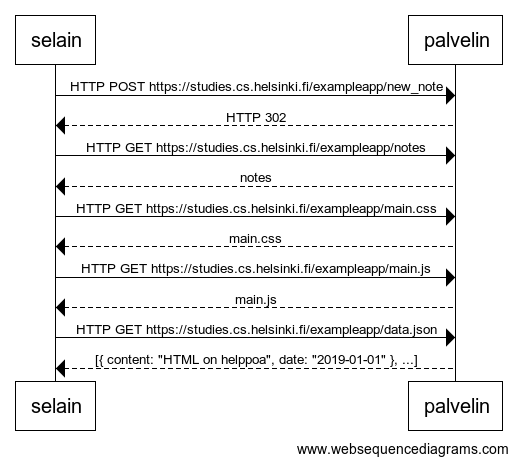 selain
palvelin
HTTP POST https://studies.cs.helsinki.fi/exampleapp/new_note
HTTP 302
HTTP GET https://studies.cs.helsinki.fi/exampleapp/notes
notes
HTTP GET https://studies.cs.helsinki.fi/exampleapp/main.css
main.css
HTTP GET https://studies.cs.helsinki.fi/exampleapp/main.js
main.js
HTTP GET https://studies.cs.helsinki.fi/exampleapp/data.json
[{ content: "HTML on helppoa", date: "2019-01-01" }, ...]
selain
palvelin
www.websequencediagrams.com